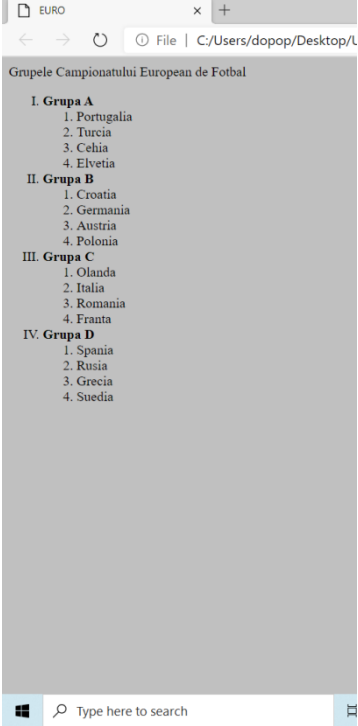 EURO
File | C:/Users/dopop/Desktop/U
Grupele Campionatului European de Fotbal
I. Grupa A
1. Portugalia
2. Turcia
3. Cehia
4. Elvetia
II. Grupa B
1. Croatia
2. Germania
3. Austria
4. Polonia
III. Grupa C
1. Olanda
2. Italia
3. Romania
4. Franta
IV. Grupa D
1. Spania
2. Rusia
3. Grecia
4. Suedia
Type here to search